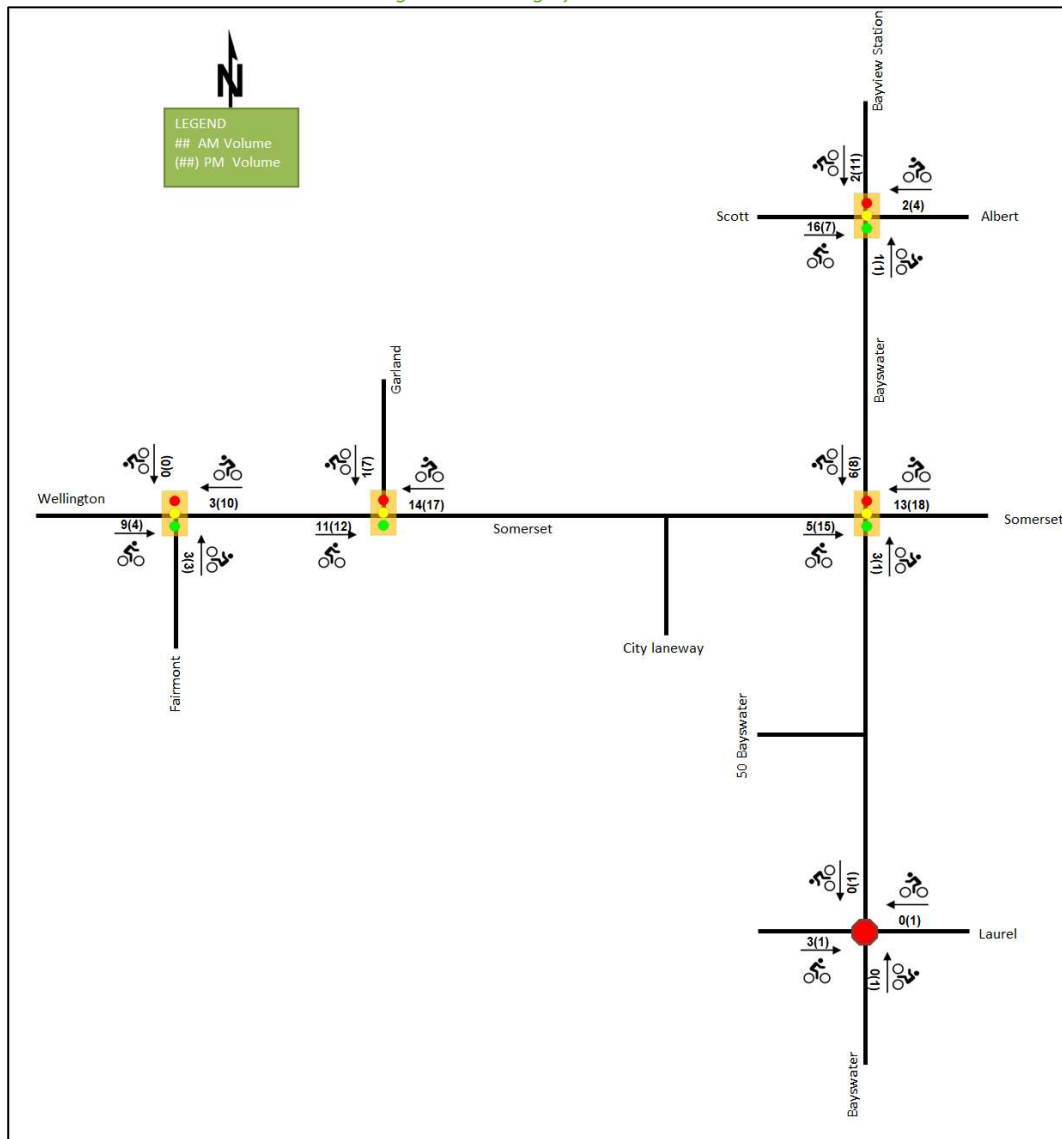 N
LEGEND
## AM Volume
(##) PM Volume
Bayview Station
2(11)
2(4)
Scott
Albert
16(7)
1(1)
Bayswater
Garland
0(0)
1(7)
6(8)
Wellington
3(10)
14(17)
13(18)
9(4)
11(12)
Somerset
5(15)
Somerset
3(3)
3(1)
City laneway
Fairmont
50 Bayswater
0(1)
0(1)
3(1)
Laurel
0(1)
Bayswater